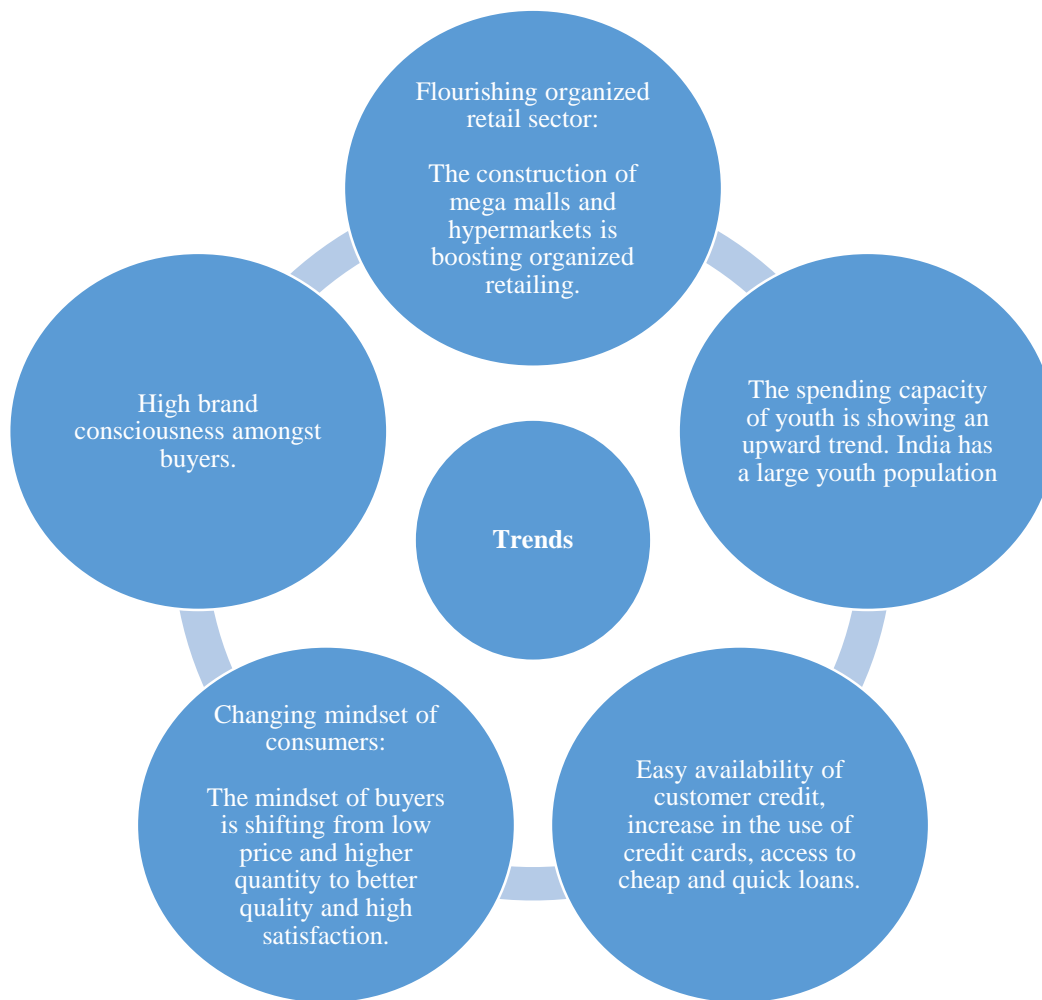 Flourishing organized
retail sector:
The construction of
mega malls and
hypermarkets is
boosting organized
retailing.
The spending capacity
of youth is showing an
upward trend. India has
a large youth population
Easy availability of
customer credit,
increase in the use of
credit cards, access to
cheap and quick loans.
Changing mindset of
consumers:
The mindset of buyers
is shifting from low
price and higher
quantity to better
quality and high
satisfaction.
High brand
consciousness amongst
buyers.
Trends